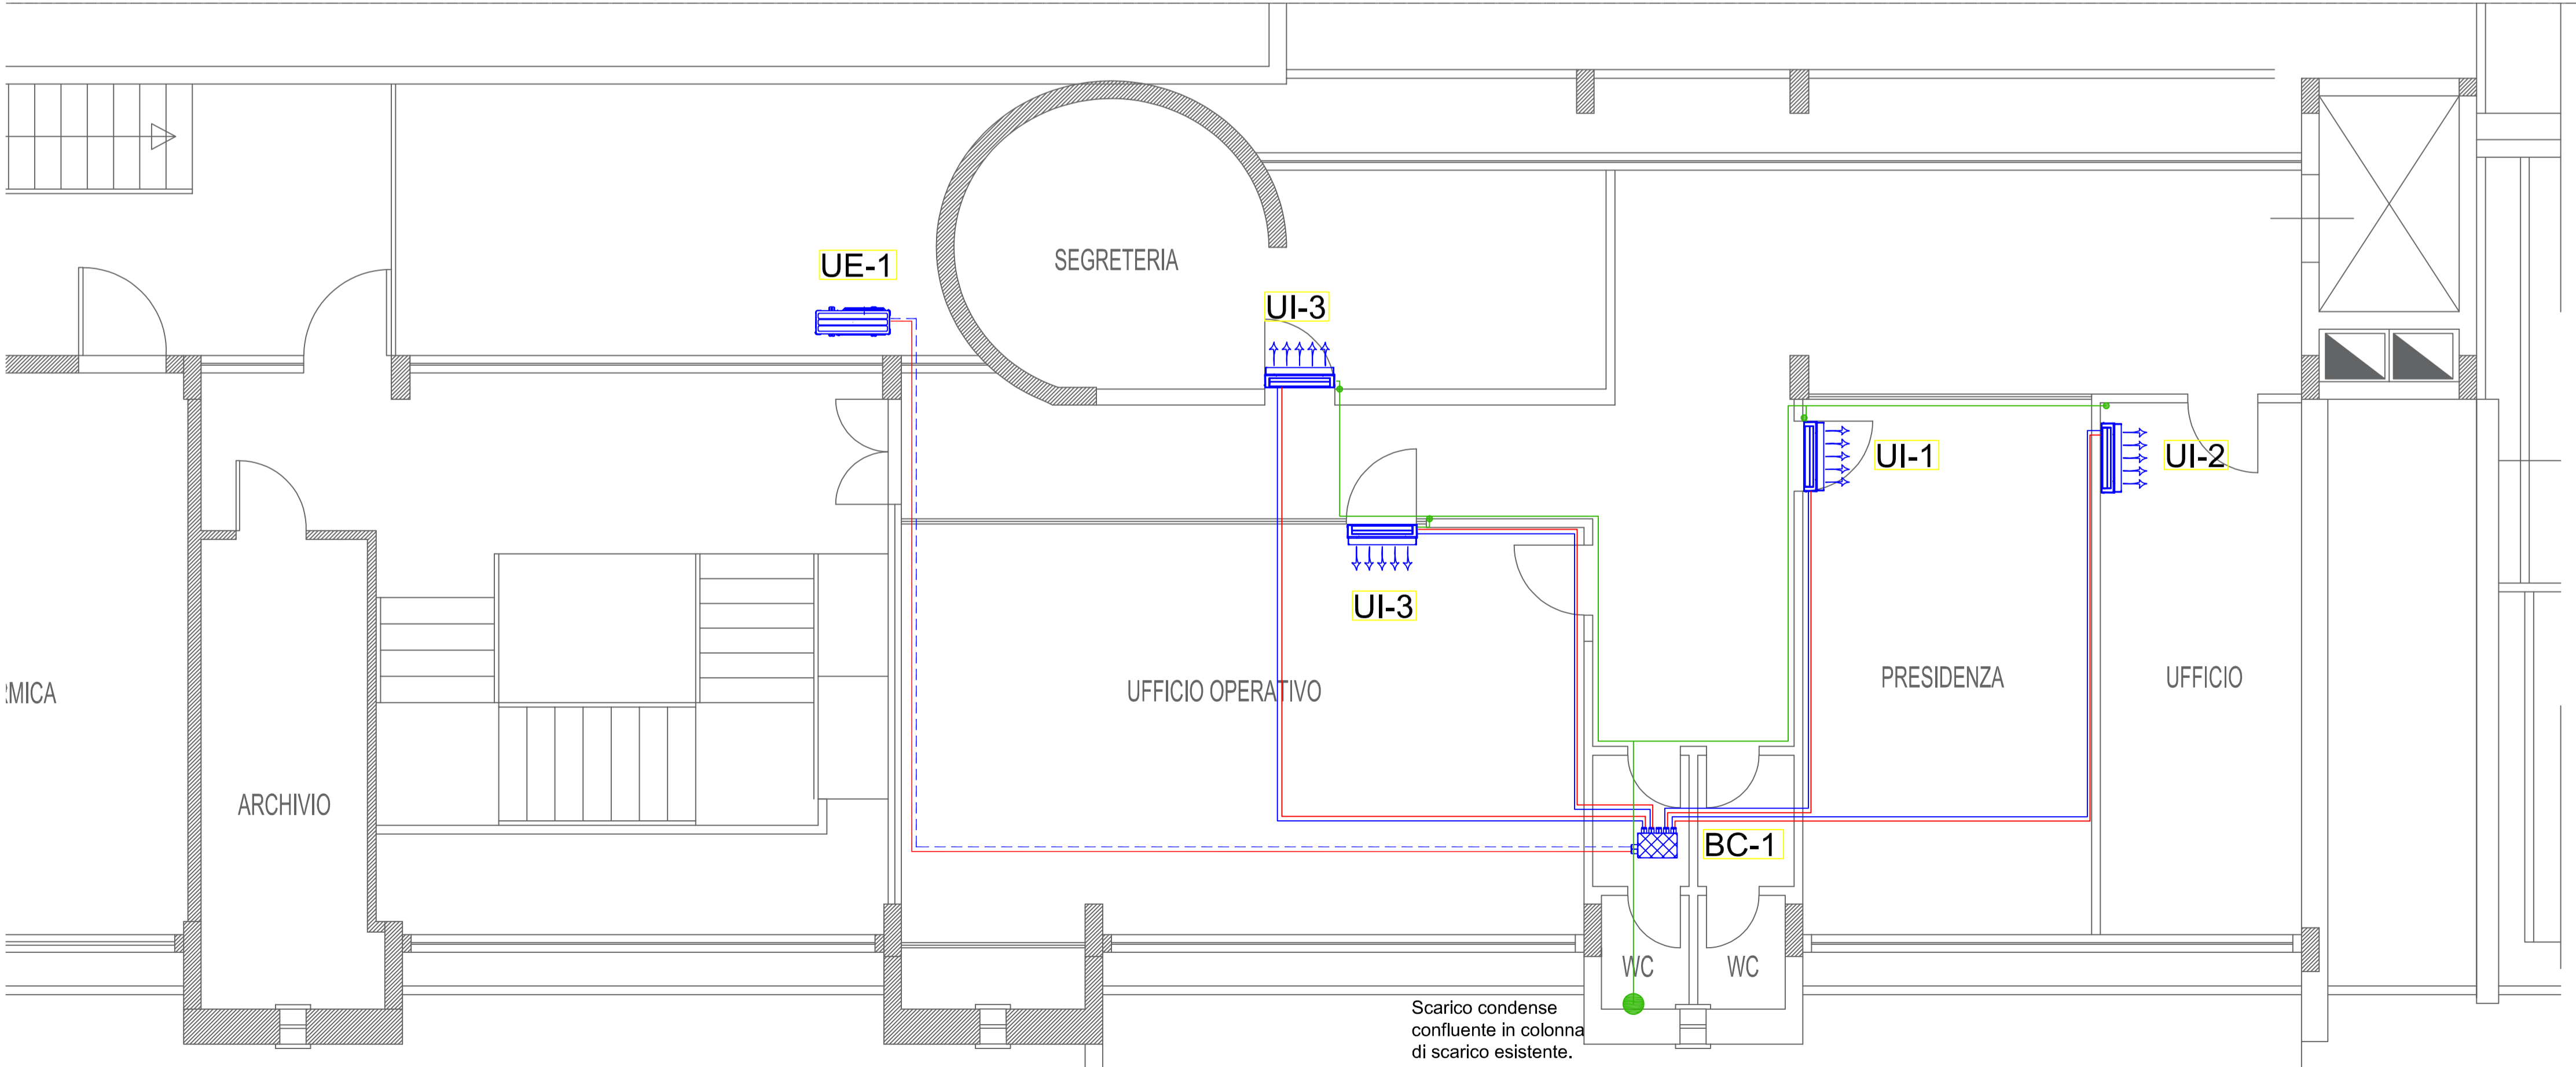 SEGRETERIA
UE-1
UI-3
UI-1
UI-2
UI-3
RMICA
UFFICIO OPERATIVO
PRESIDENZA
UFFICIO
ARCHIVIO
BC-1
WC
WC
Scarico condense
confluente in colonna
di scarico esistente.